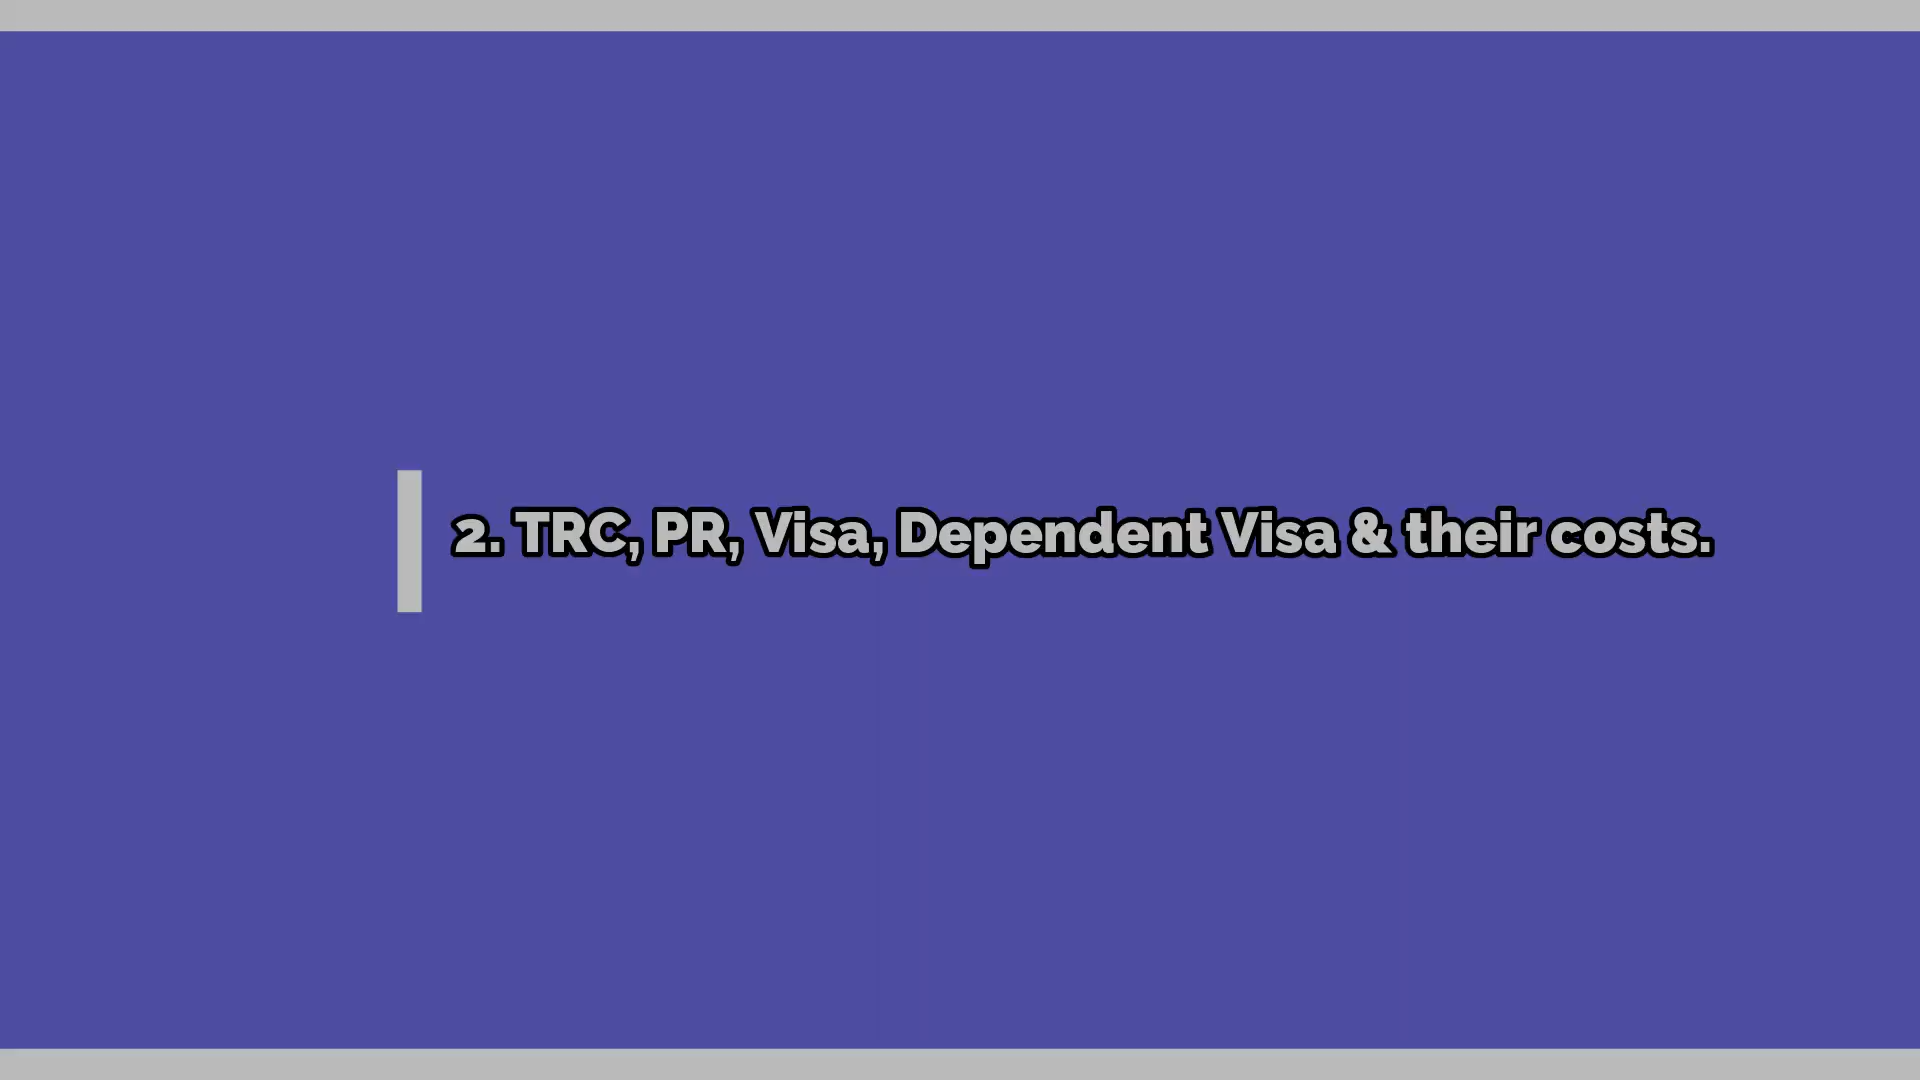 2. TRC, PR, Visa, Dependent Visa & their costs.